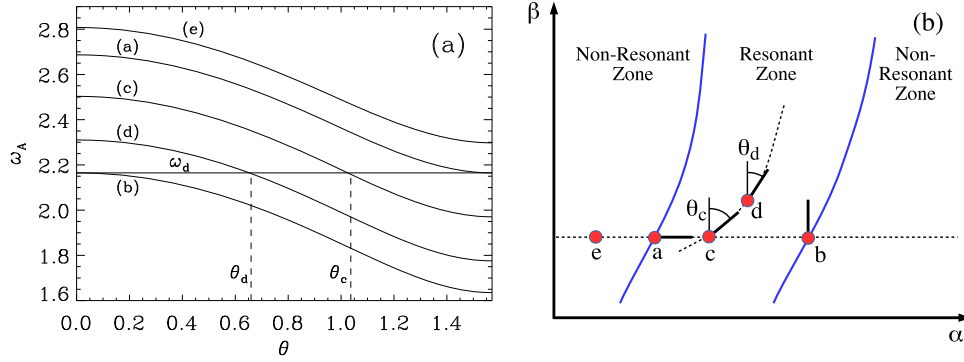 2.8
2.6
2.4
2.2
2.0
1.8
1.6
ω_A
(e)
(a)
(c)
(d)
(b)
ω_d
θ_d
θ_c
(a)
0.0 0.2 0.4 0.6 0.8 1.0 1.2 1.4
θ
β
(b)
Non-Resonant
Zone
Resonant
Zone
Non-
Resonant
Zone
θ_d
θ_c
d
e a c b
α